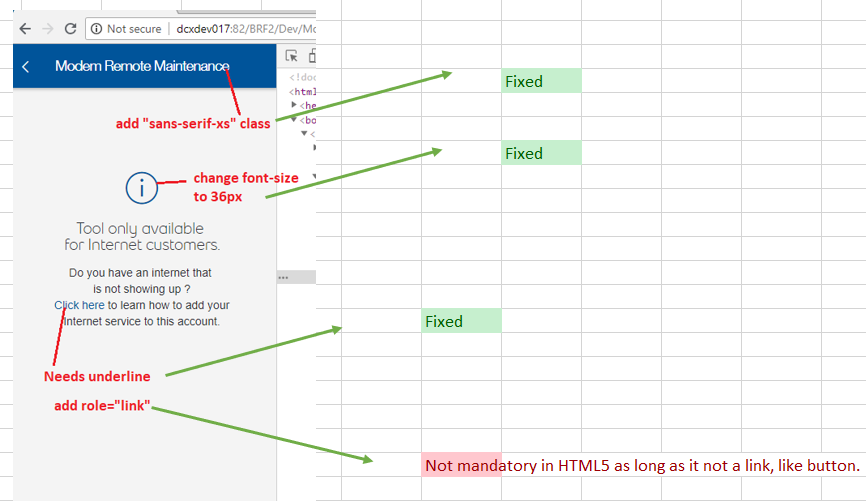 Not secure
dcxdev017:82/BRF2/Dev/Mo
Modem Remote Maintenance
<!doc
<html
<he
<bo
<
add "sans-serif-xs" class
Fixed
Fixed
change font-size
to 36px
i
Tool only available
for Internet customers.
Do you have an internet that
is not showing up ?
Click here to learn how to add your
Internet service to this account.
...
Fixed
Needs underline
add role="link"
Not mandatory in HTML5 as long as it not a link, like button.